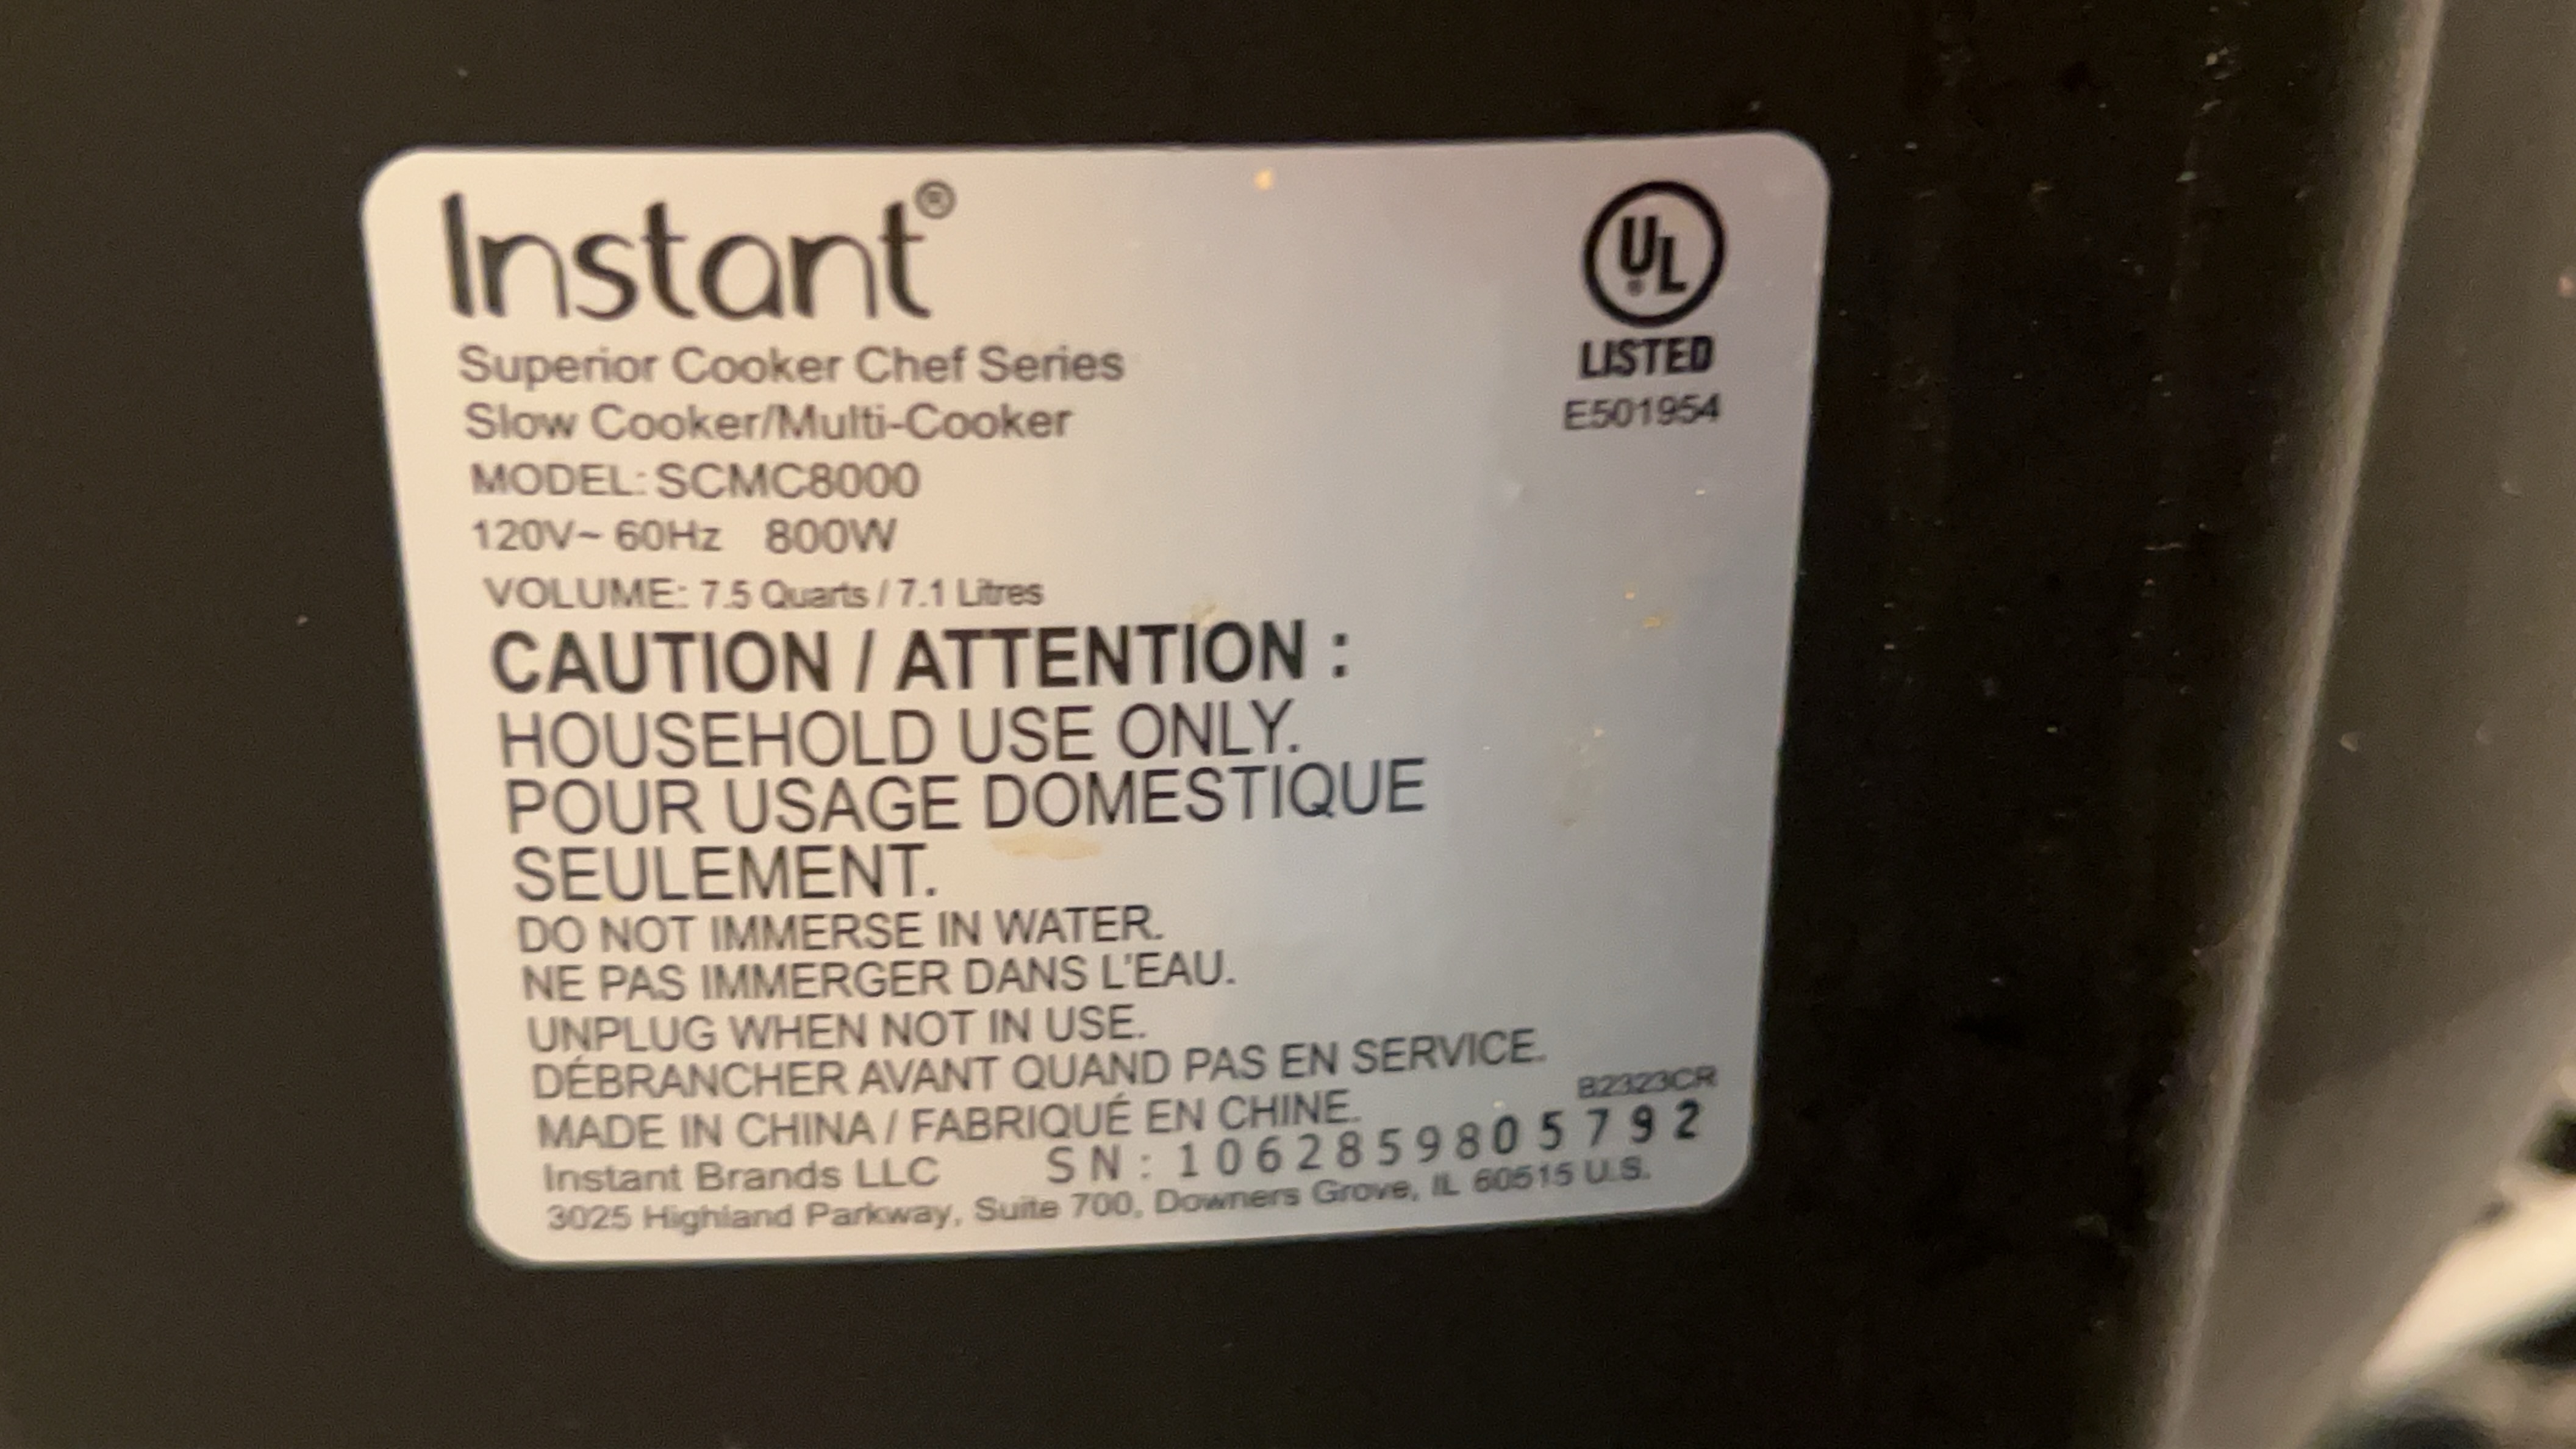 Instant®
Superior Cooker Chef Series
Slow Cooker/Multi-Cooker
MODEL: SCMC8000
120V~ 60Hz 800W
VOLUME: 7.5 Quarts / 7.1 Litres
UL
LISTED
E501954
CAUTION / ATTENTION :
HOUSEHOLD USE ONLY.
POUR USAGE DOMESTIQUE
SEULEMENT.
DO NOT IMMERSE IN WATER.
NE PAS IMMERGER DANS L'EAU.
UNPLUG WHEN NOT IN USE.
DÉBRANCHER AVANT QUAND PAS EN SERVICE.
B2323CR
MADE IN CHINA / FABRIQUÉ EN CHINE.
Instant Brands LLC SN: 1062859805792
3025 Highland Parkway, Suite 700, Downers Grove, IL 60515 U.S.